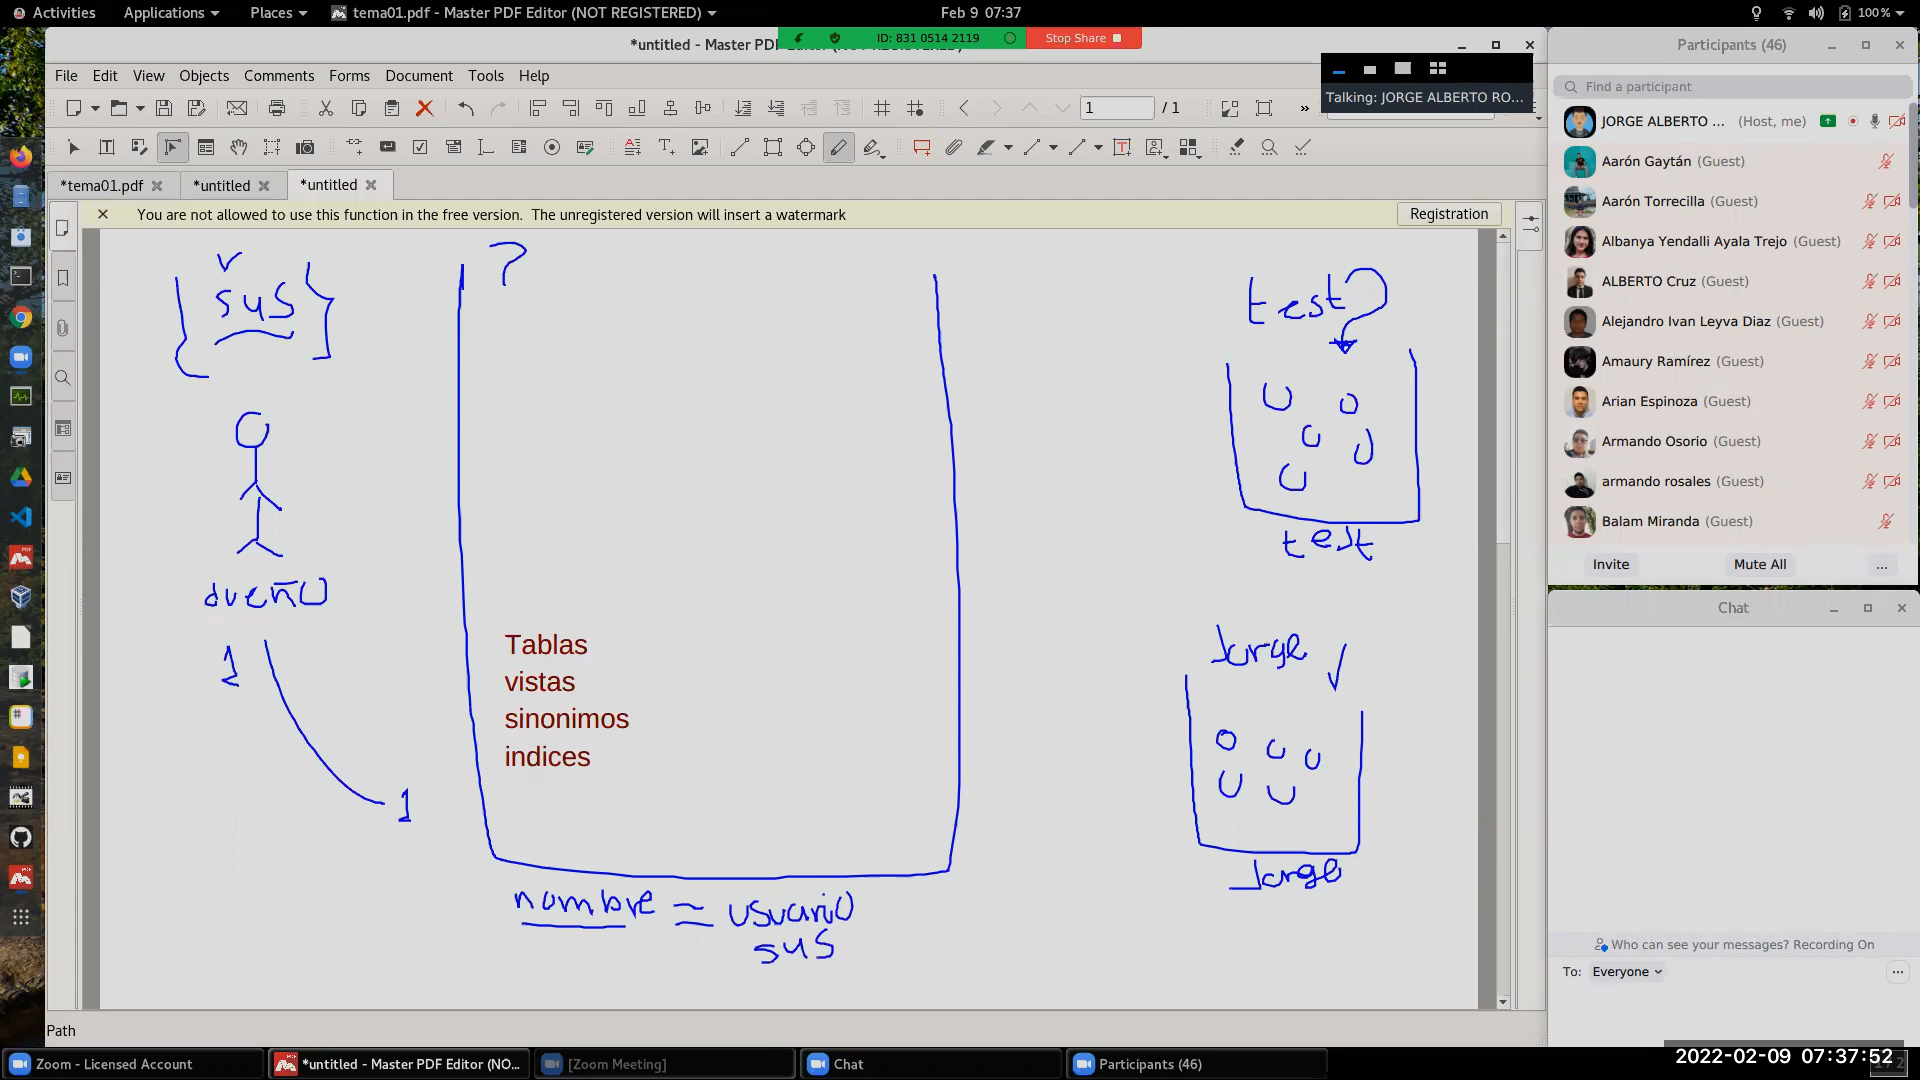 Activities Applications Places tema01.pdf - Master PDF Editor (NOT REGISTERED) Feb 9 07:37 100%
*untitled - Master PD
ID: 831 0514 2119 Stop Share
File Edit View Objects Comments Forms Document Tools Help
Talking: JORGE ALBERTO RO...
1 / 1
*tema01.pdf *untitled *untitled
You are not allowed to use this function in the free version. The unregistered version will insert a watermark
Registration
?
sus
test
dueño
1
1
Tablas
vistas
sinonimos
indices
nombre = usuario
sus
test
Jorge
Jorge
Path
Participants (46)
Find a participant
JORGE ALBERTO ... (Host, me)
Aarón Gaytán (Guest)
Aarón Torrecilla (Guest)
Albanya Yendalli Ayala Trejo (Guest)
ALBERTO Cruz (Guest)
Alejandro Ivan Leyva Diaz (Guest)
Amaury Ramírez (Guest)
Arian Espinoza (Guest)
Armando Osorio (Guest)
armando rosales (Guest)
Balam Miranda (Guest)
Invite Mute All ...
Chat
Who can see your messages? Recording On
To: Everyone
Zoom - Licensed Account *untitled - Master PDF Editor (NO... [Zoom Meeting] Chat Participants (46)
2022-02-09 07:37:52